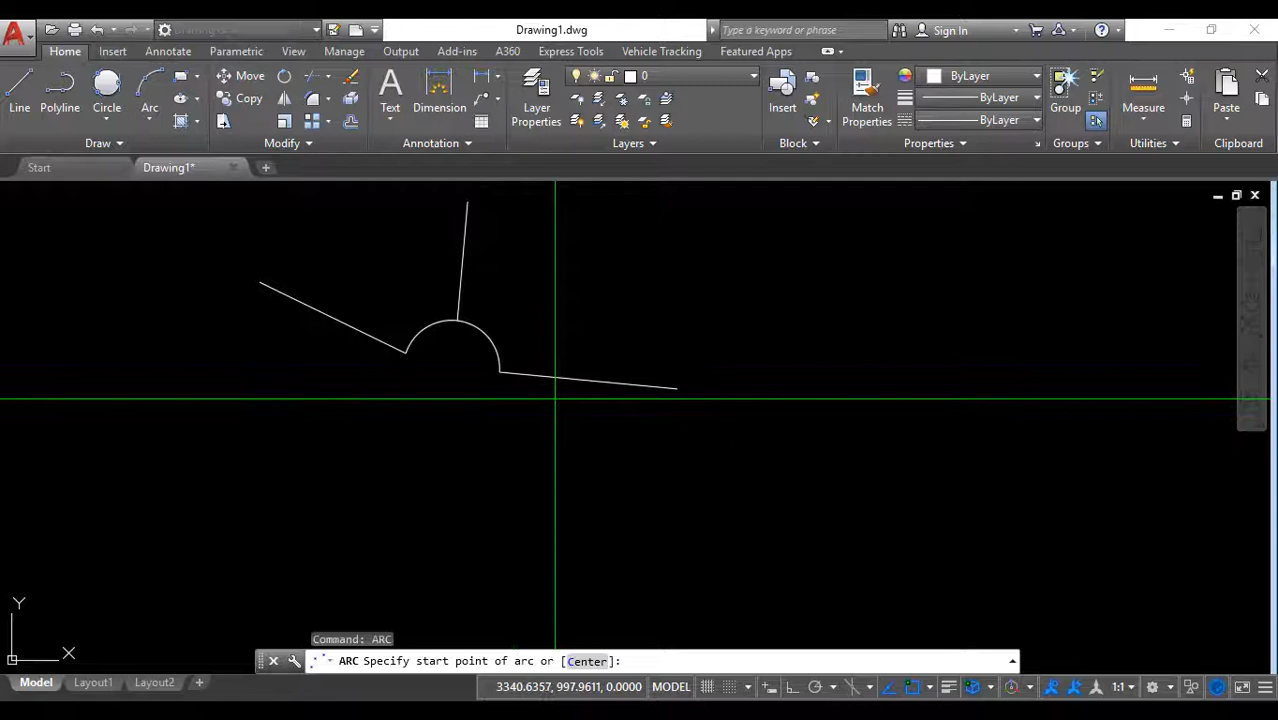 Drawing1.dwg
Type a keyword or phrase
Sign In
Home Insert Annotate Parametric View Manage Output Add-ins A360 Express Tools Vehicle Tracking Featured Apps
Line Polyline Circle Arc
Move
Copy
Text Dimension
Layer Properties
0
Insert
Match Properties
ByLayer
ByLayer
ByLayer
Group
Measure
Paste
Draw Modify Annotation Layers Block Properties Groups Utilities Clipboard
Start Drawing1*
Y
X
Command: ARC
ARC Specify start point of arc or [Center]:
Model Layout1 Layout2
3340.6357, 997.9611, 0.0000 MODEL 1:1